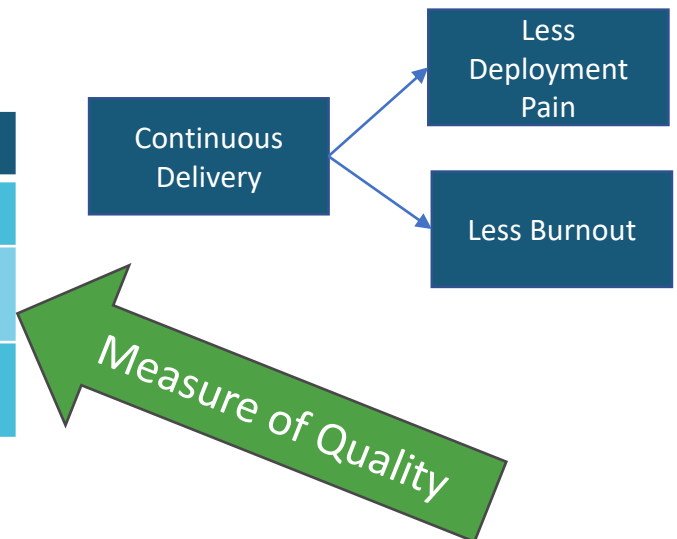 Less
Deployment
Pain
Continuous
Delivery
Less Burnout
Measure of Quality